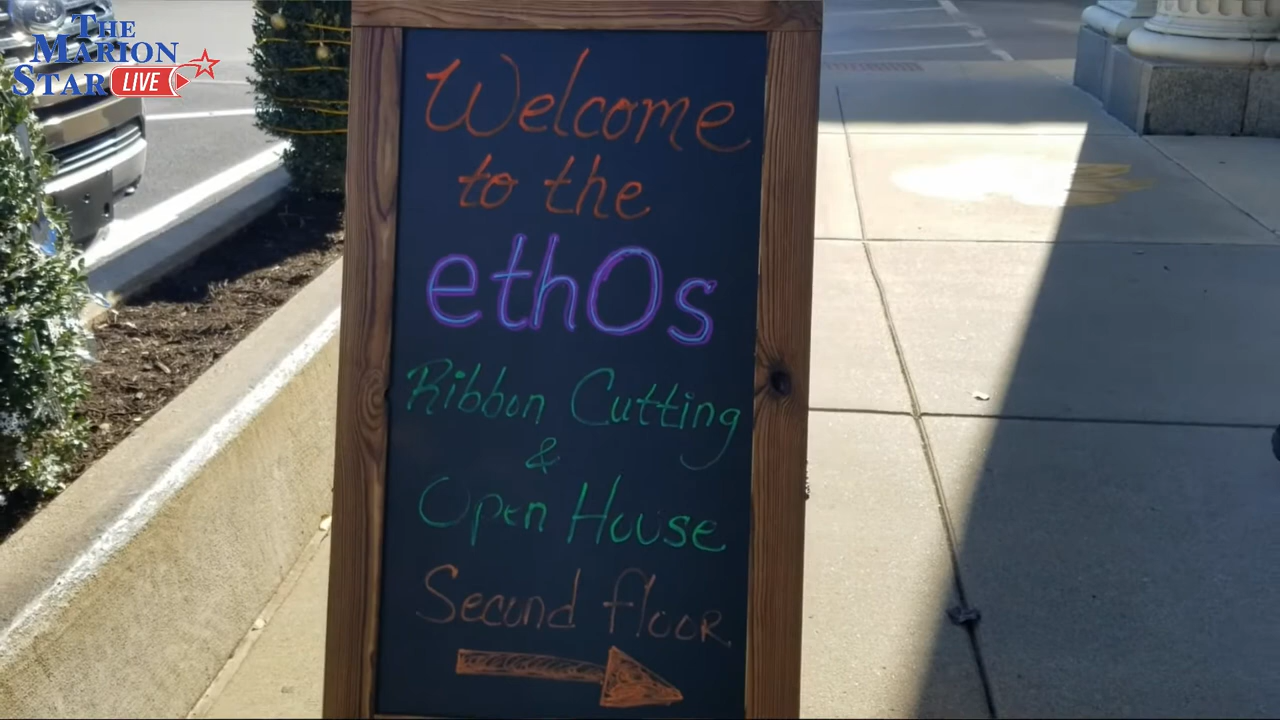 THE
MARION
STAR LIVE
Welcome
to the
ethOs
Ribbon Cutting
&
Open House
Second floor